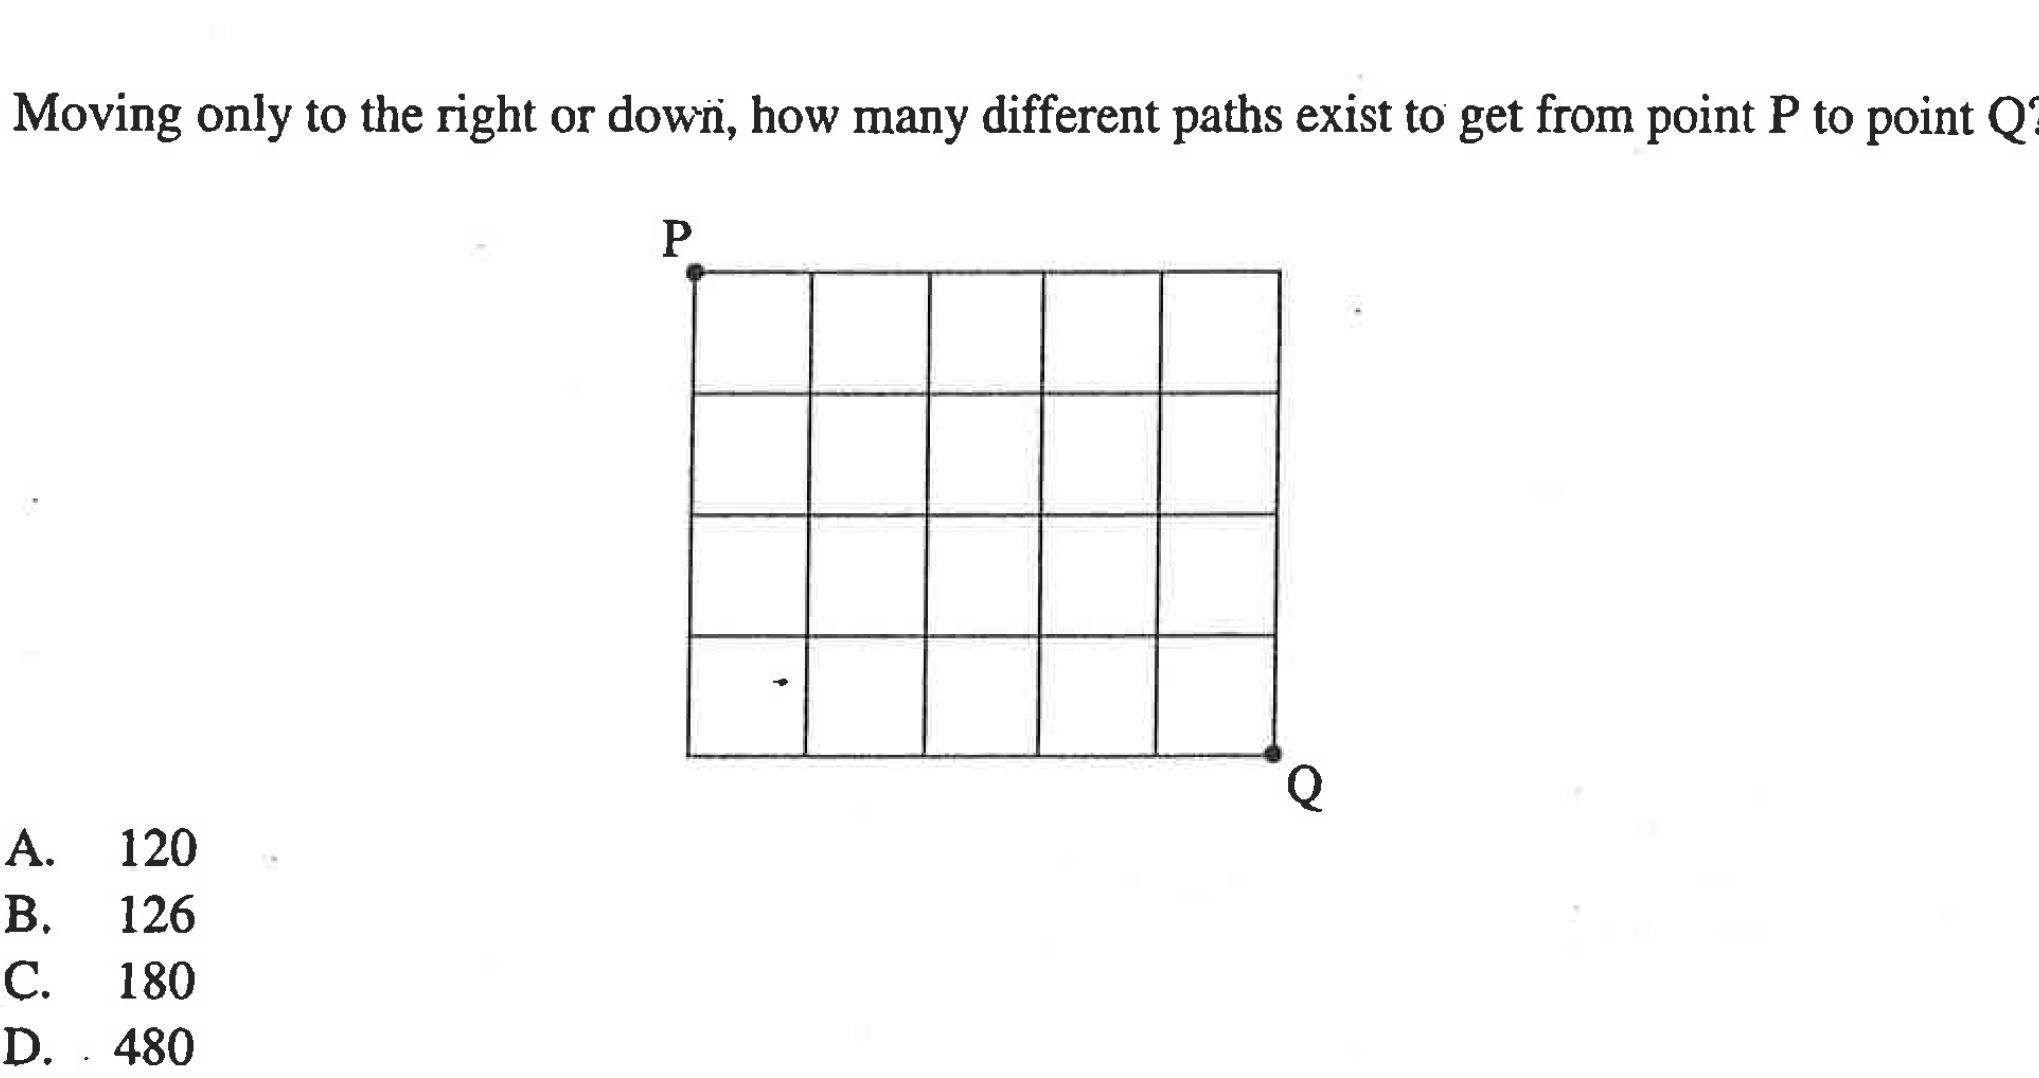 Moving only to the right or down, how many different paths exist to get from point P to point Q?
P
Q
A. 120
B. 126
C. 180
D. 480